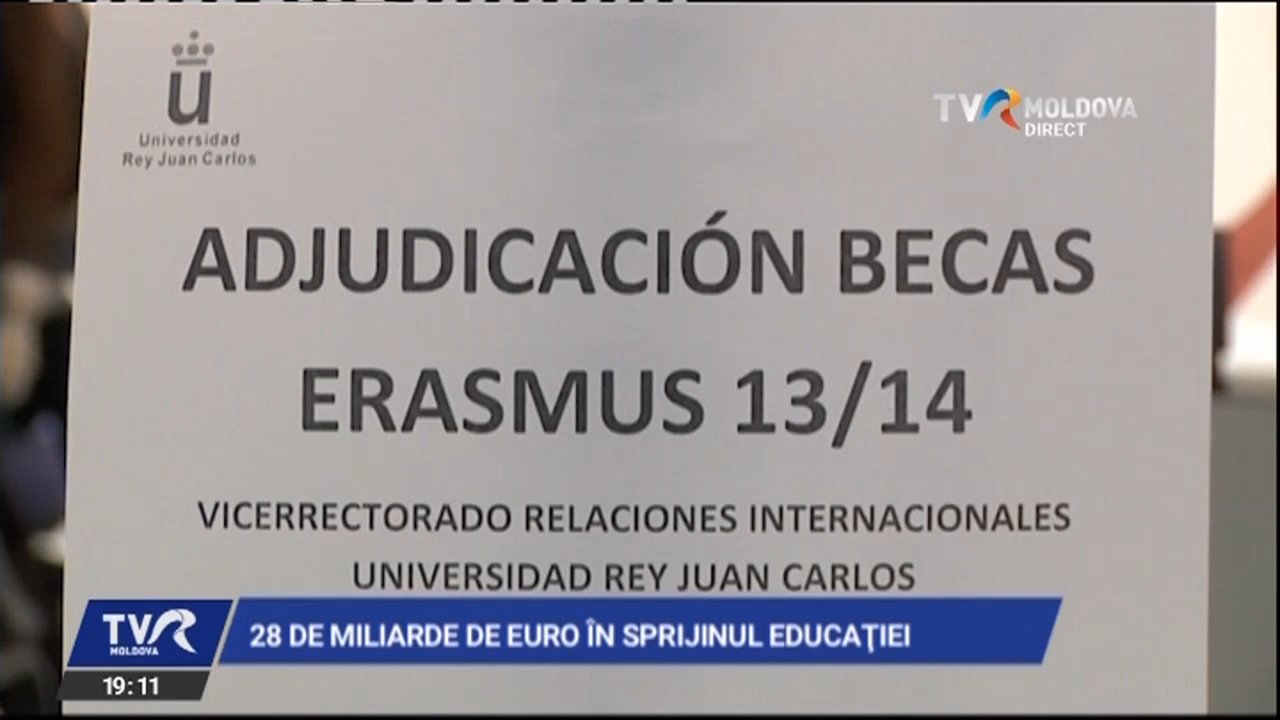 u
Universidad
Rey Juan Carlos
TVR MOLDOVA
DIRECT
ADJUDICACIÓN BECAS
ERASMUS 13/14
VICERRECTORADO RELACIONES INTERNACIONALES
UNIVERSIDAD REY JUAN CARLOS
TVR
MOLDOVA
28 DE MILIARDE DE EURO ÎN SPRIJINUL EDUCAŢIEI
19:11